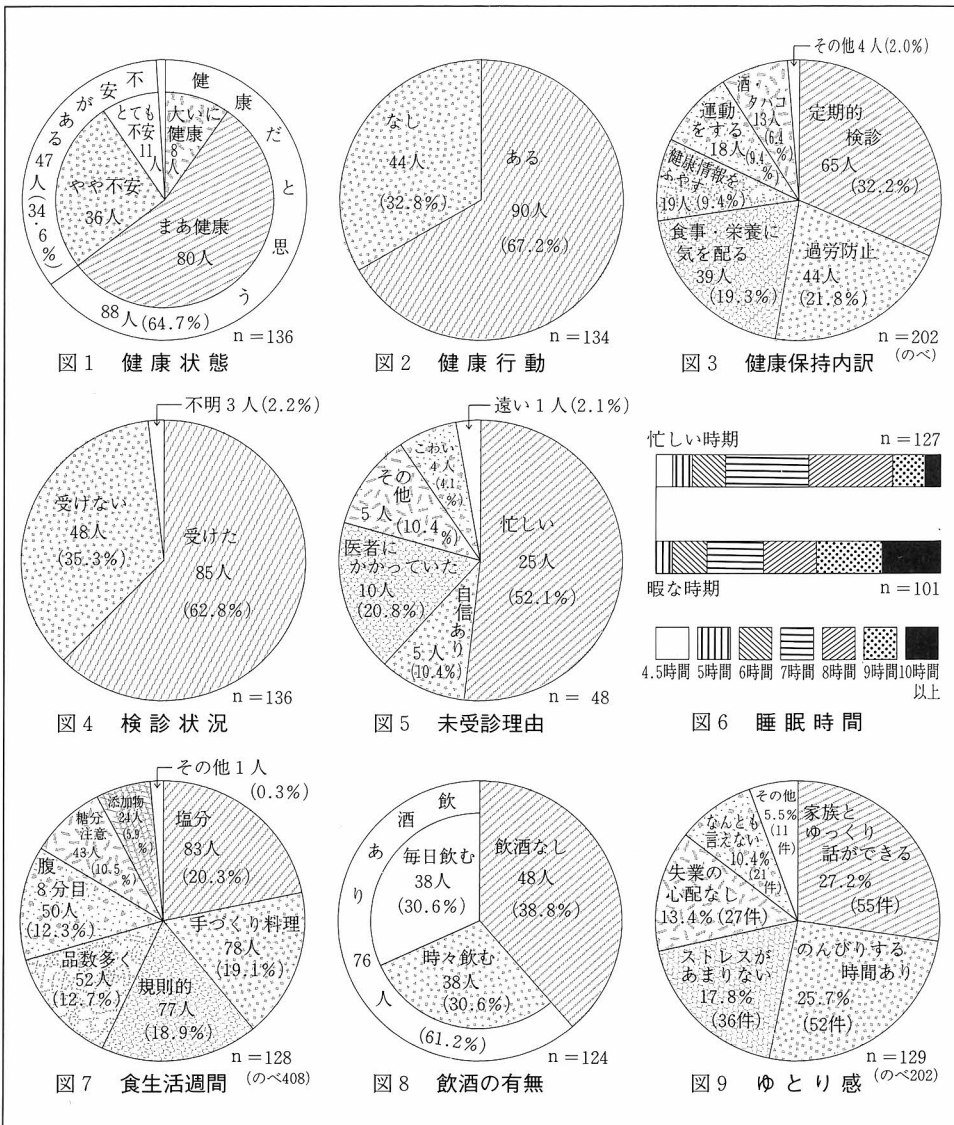 健康だと思う
88人(64.7%)
不安があるが
47人(34.6%)
大いに
健康
8人
まあ健康
80人
やや不安
36人
とても
不安
11人
n=136
図1 健康状態
ある
90人
(67.2%)
なし
44人
(32.8%)
n=134
図2 健康行動
その他4人(2.0%)
定期的
検診
65人
(32.2%)
過労防止
44人
(21.8%)
食事・栄養に
気を配る
39人
(19.3%)
健康情報を
ふやす
19人(9.4%)
運動
をする
18人
(9.4%)
酒・
タバコ
13人
(6.4%)
n=202
(のべ)
図3 健康保持内訳
不明3人(2.2%)
受けた
85人
(62.8%)
受けない
48人
(35.3%)
n=136
図4 検診状況
遠い1人(2.1%)
忙しい
25人
(52.1%)
自信あり
5人
(10.4%)
医者に
かかっていた
10人
(20.8%)
その他
5人
(10.4%)
こわい
4人
(4.1%)
n= 48
図5 未受診理由
忙しい時期
n=127
暇な時期
n=101
4.5時間 5時間 6時間 7時間 8時間 9時間 10時間
以上
図6 睡眠時間
その他1人
(0.3%)
塩分
83人
(20.3%)
手づくり料理
78人
(19.1%)
規則的
77人
(18.9%)
品数多く
52人
(12.7%)
腹
8分目
50人
(12.3%)
糖分
注意
43人
(10.5%)
添加物
24人
(5.9%)
n=128
(のべ408)
図7 食生活週間
飲酒あり
76人
(61.2%)
飲酒なし
48人
(38.8%)
毎日飲む
38人
(30.6%)
時々飲む
38人
(30.6%)
n=124
図8 飲酒の有無
家族と
ゆっくり
話ができる
27.2%
(55件)
のんびりする
時間あり
25.7%
(52件)
ストレスが
あまりない
17.8%
(36件)
失業の
心配なし
13.4%(27件)
なんとも
言えない
10.4%
(21件)
その他
5.5%
(11件)
n=129
(のべ202)
図9 ゆとり感